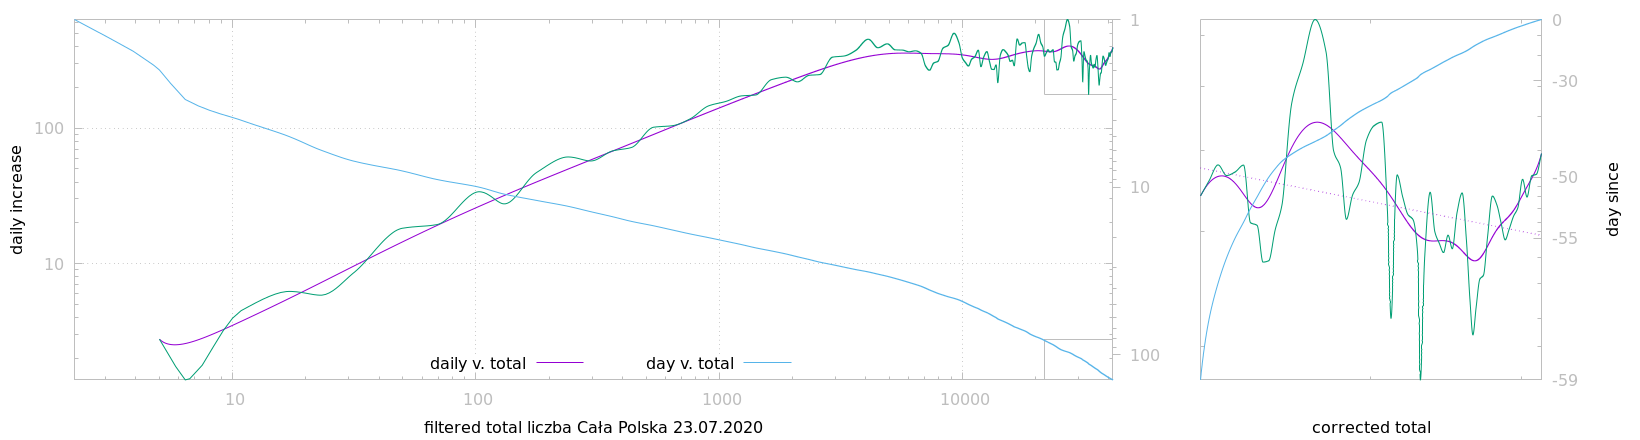 daily increase
100
10
daily v. total
day v. total
10
100
1000
10000
filtered total liczba Cała Polska 23.07.2020
1
10
100
0
-30
-50
-55
-59
day since
corrected total